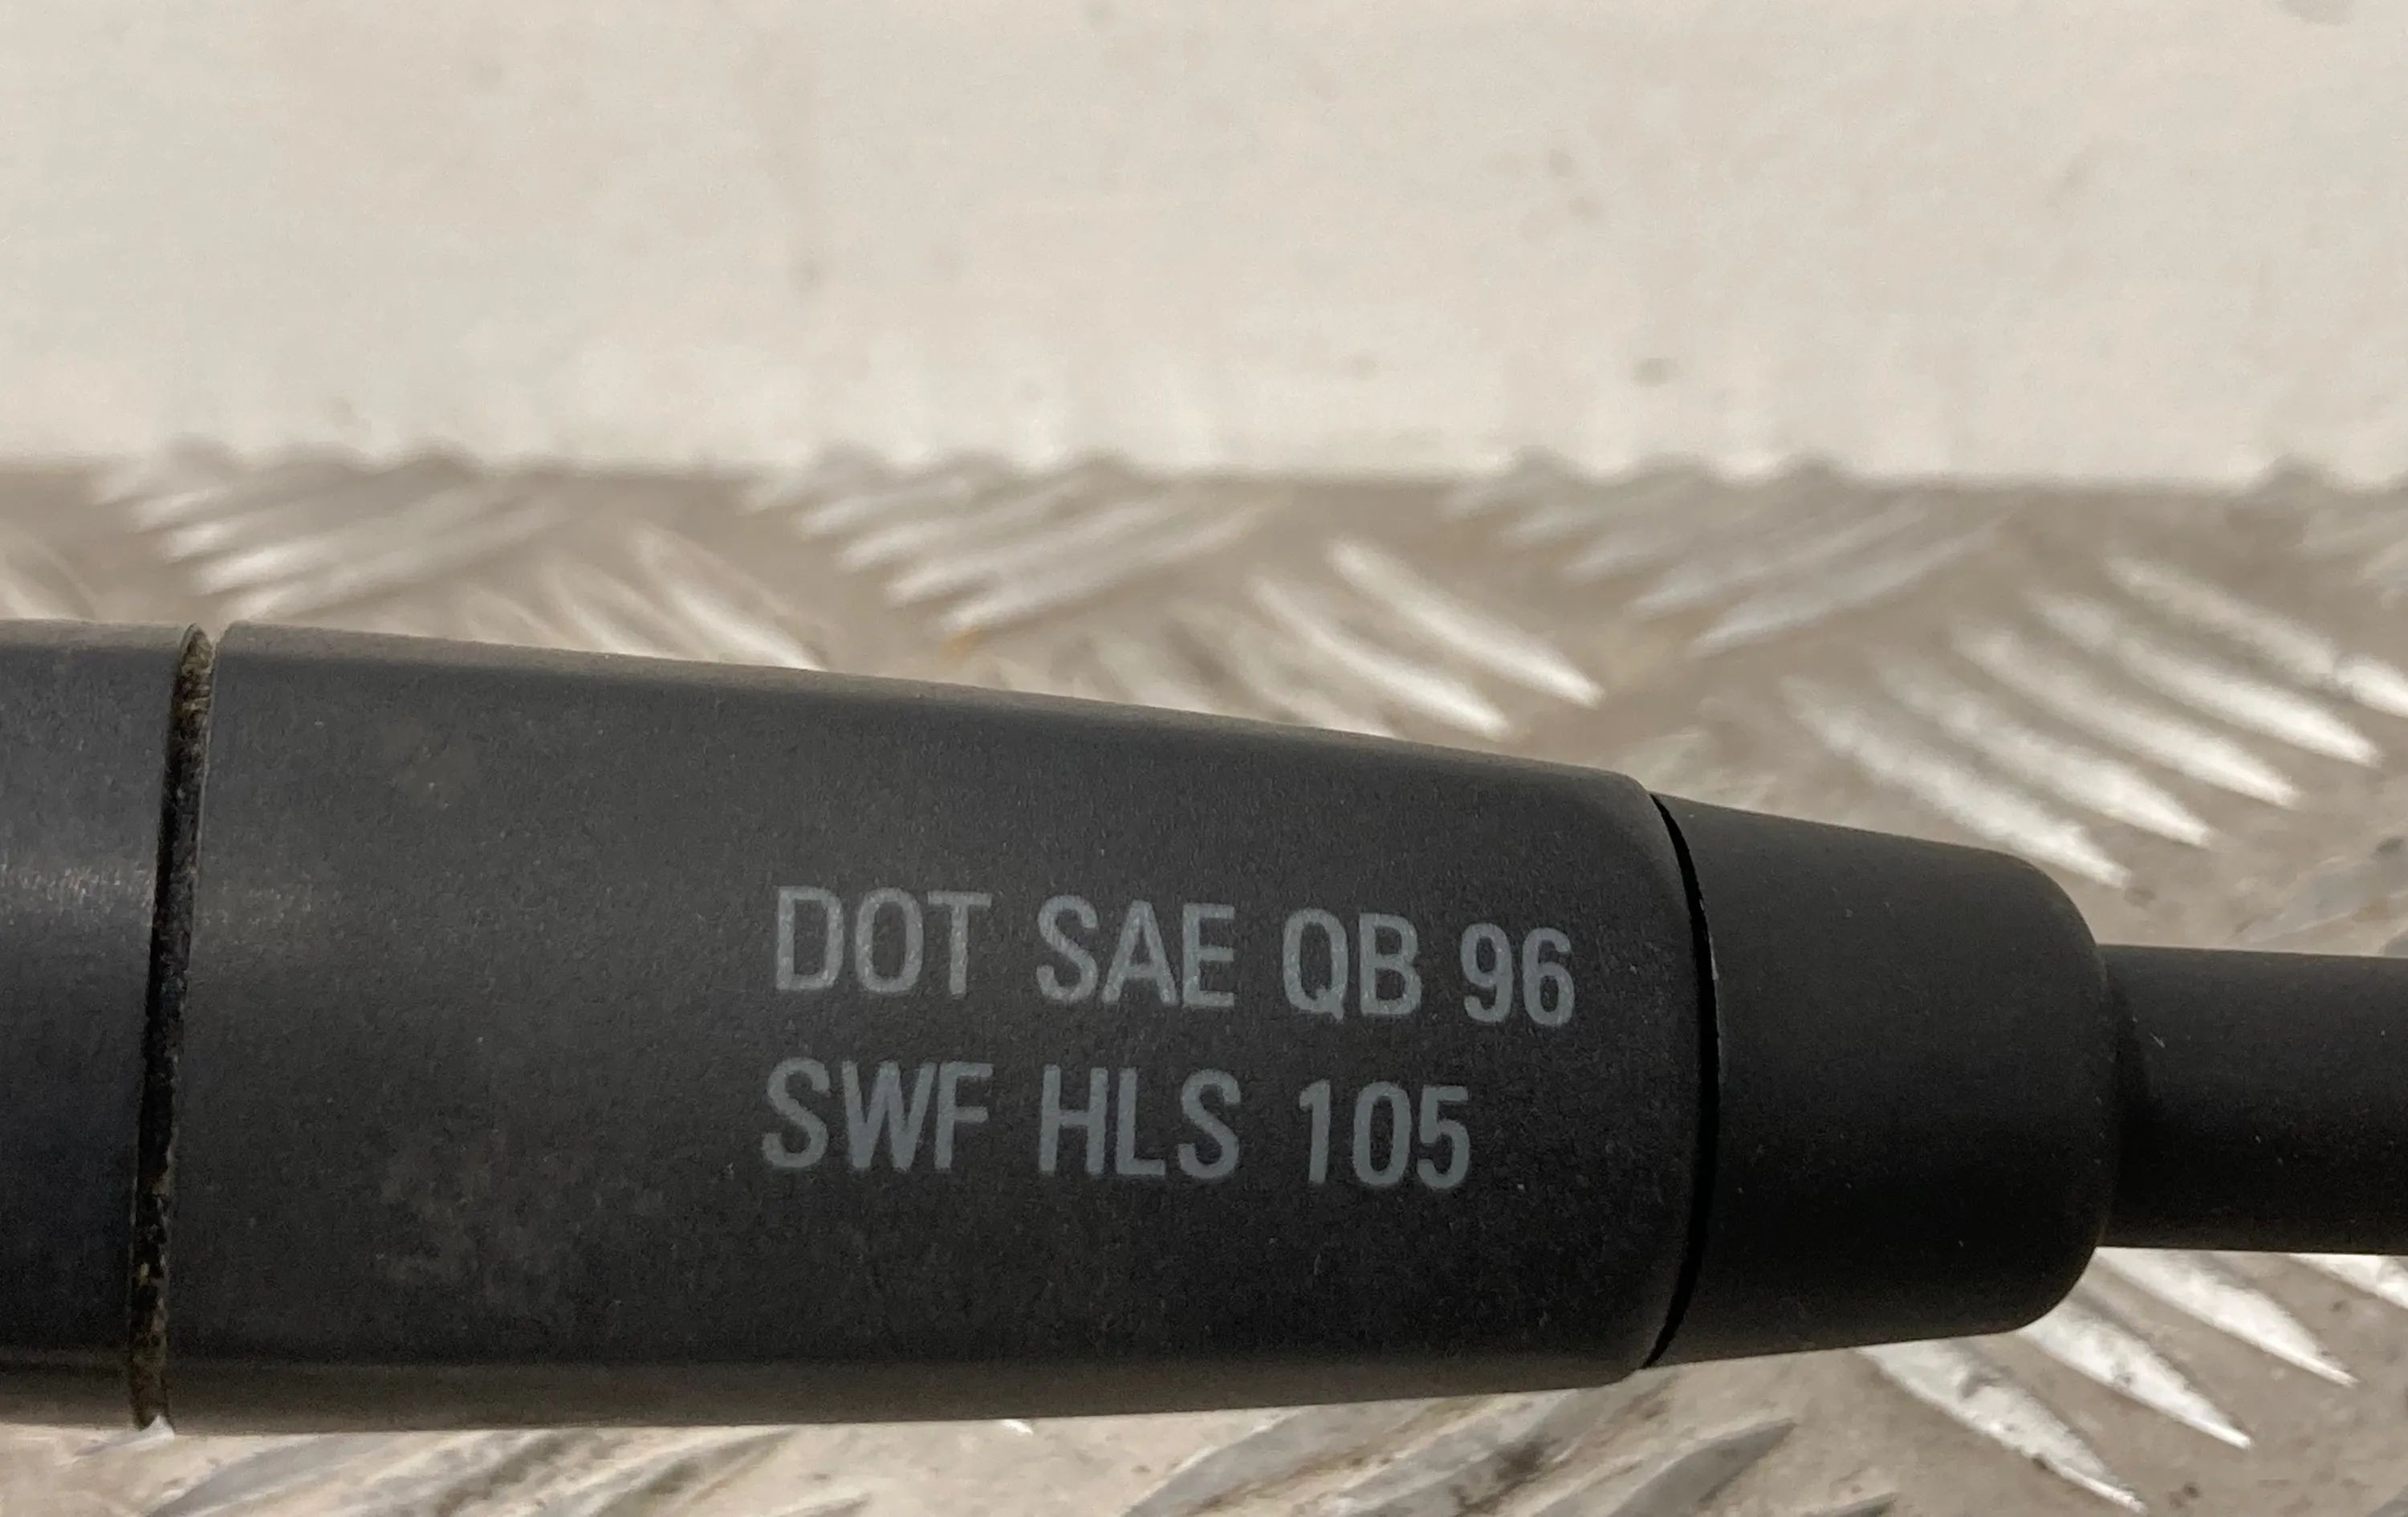 DOT SAE QB 96
SWF HLS 105